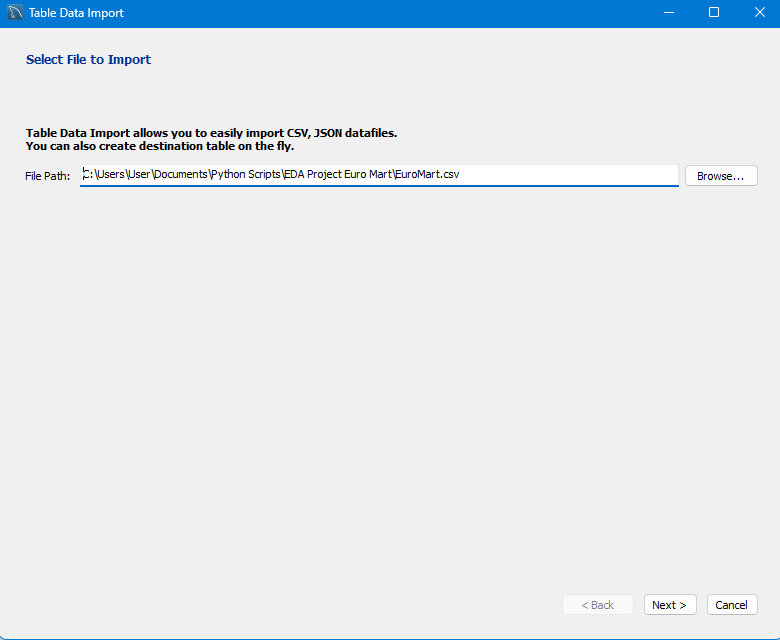 Table Data Import
Select File to Import
Table Data Import allows you to easily import CSV, JSON datafiles.
You can also create destination table on the fly.
File Path: C:\Users\User\Documents\Python Scripts\EDA Project Euro Mart\EuroMart.csv Browse...
< Back Next > Cancel